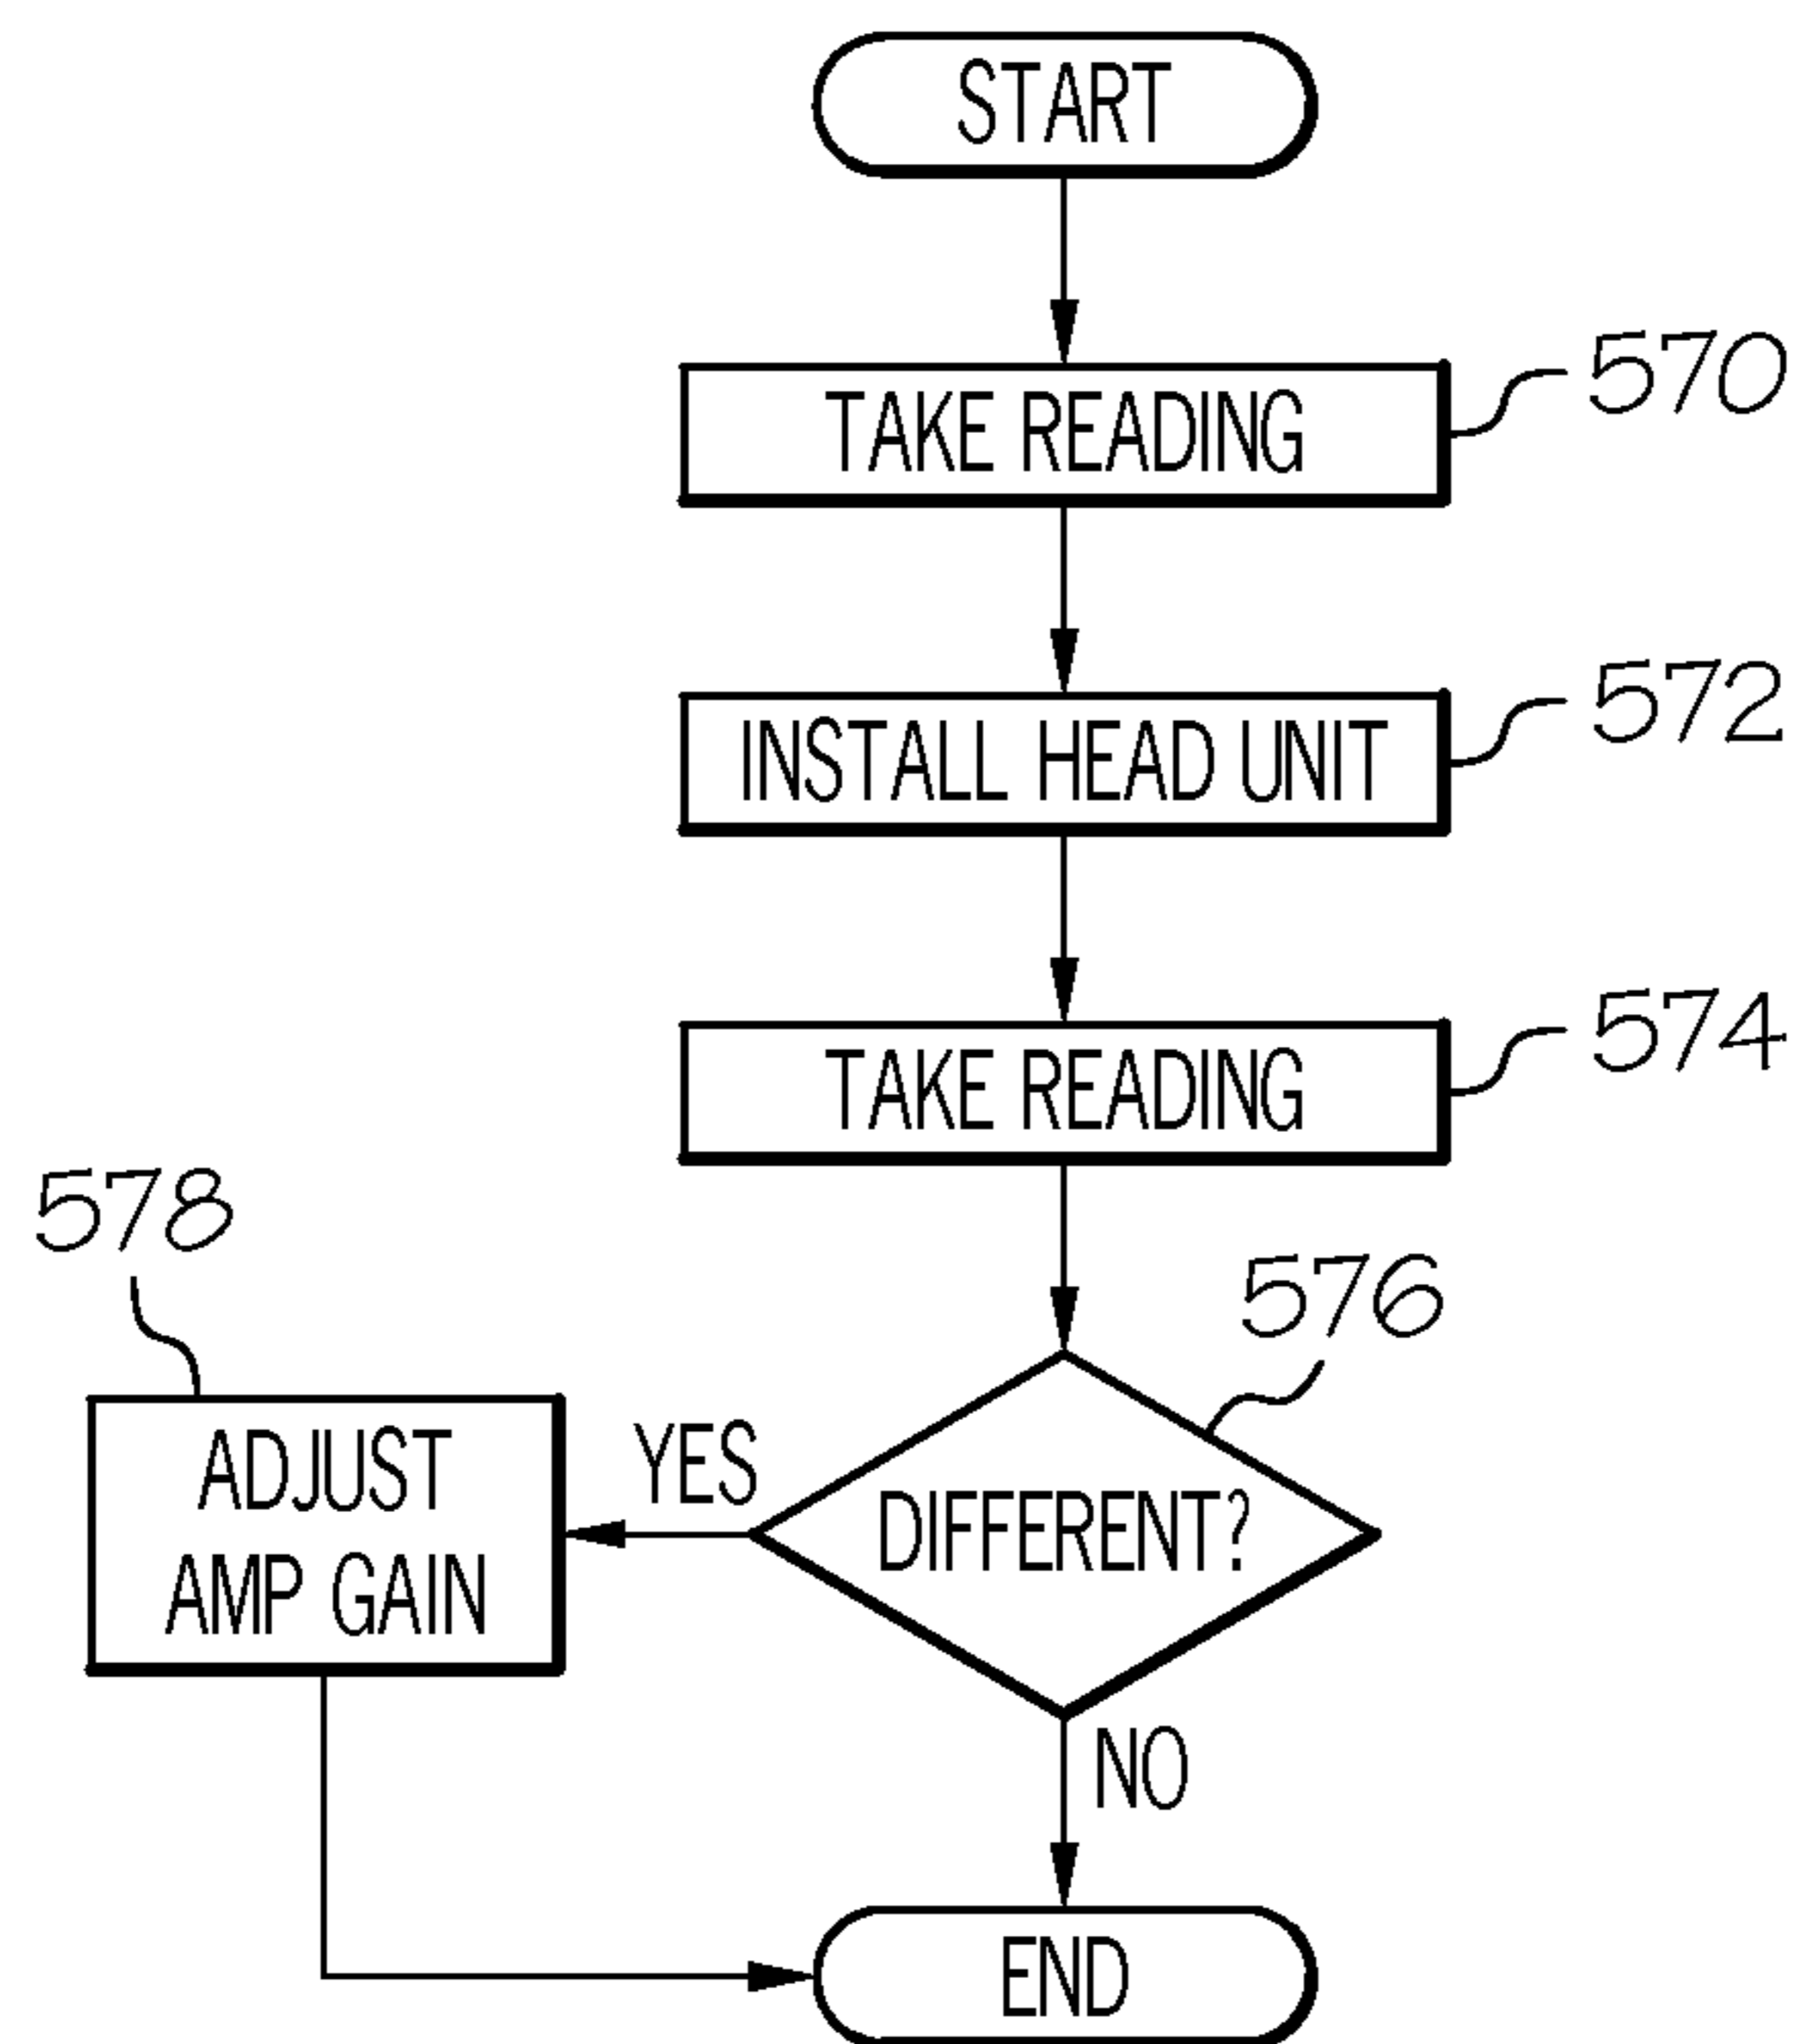 START
TAKE READING
570
INSTALL HEAD UNIT
572
TAKE READING
574
578
576
ADJUST
AMP GAIN
YES
DIFFERENT?
NO
END